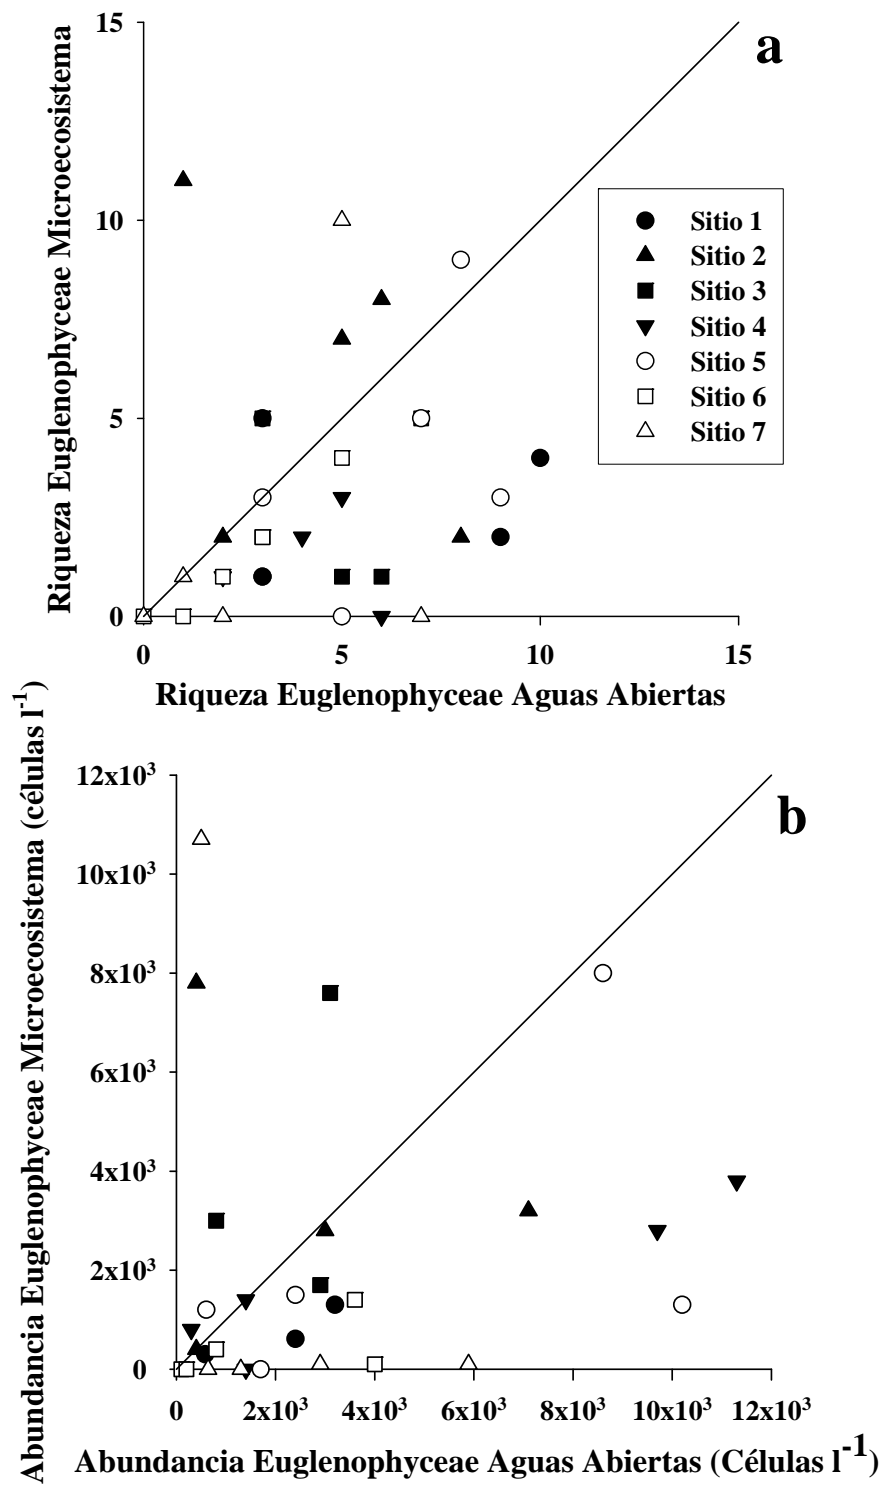 a
Riqueza Euglenophyceae Microecosistema
15
10
5
0
0 5 10 15
Riqueza Euglenophyceae Aguas Abiertas
Sitio 1
Sitio 2
Sitio 3
Sitio 4
Sitio 5
Sitio 6
Sitio 7
b
Abundancia Euglenophyceae Microecosistema (células l⁻¹)
12x10³
10x10³
8x10³
6x10³
4x10³
2x10³
0
0 2x10³ 4x10³ 6x10³ 8x10³ 10x10³ 12x10³
Abundancia Euglenophyceae Aguas Abiertas (Células l⁻¹)